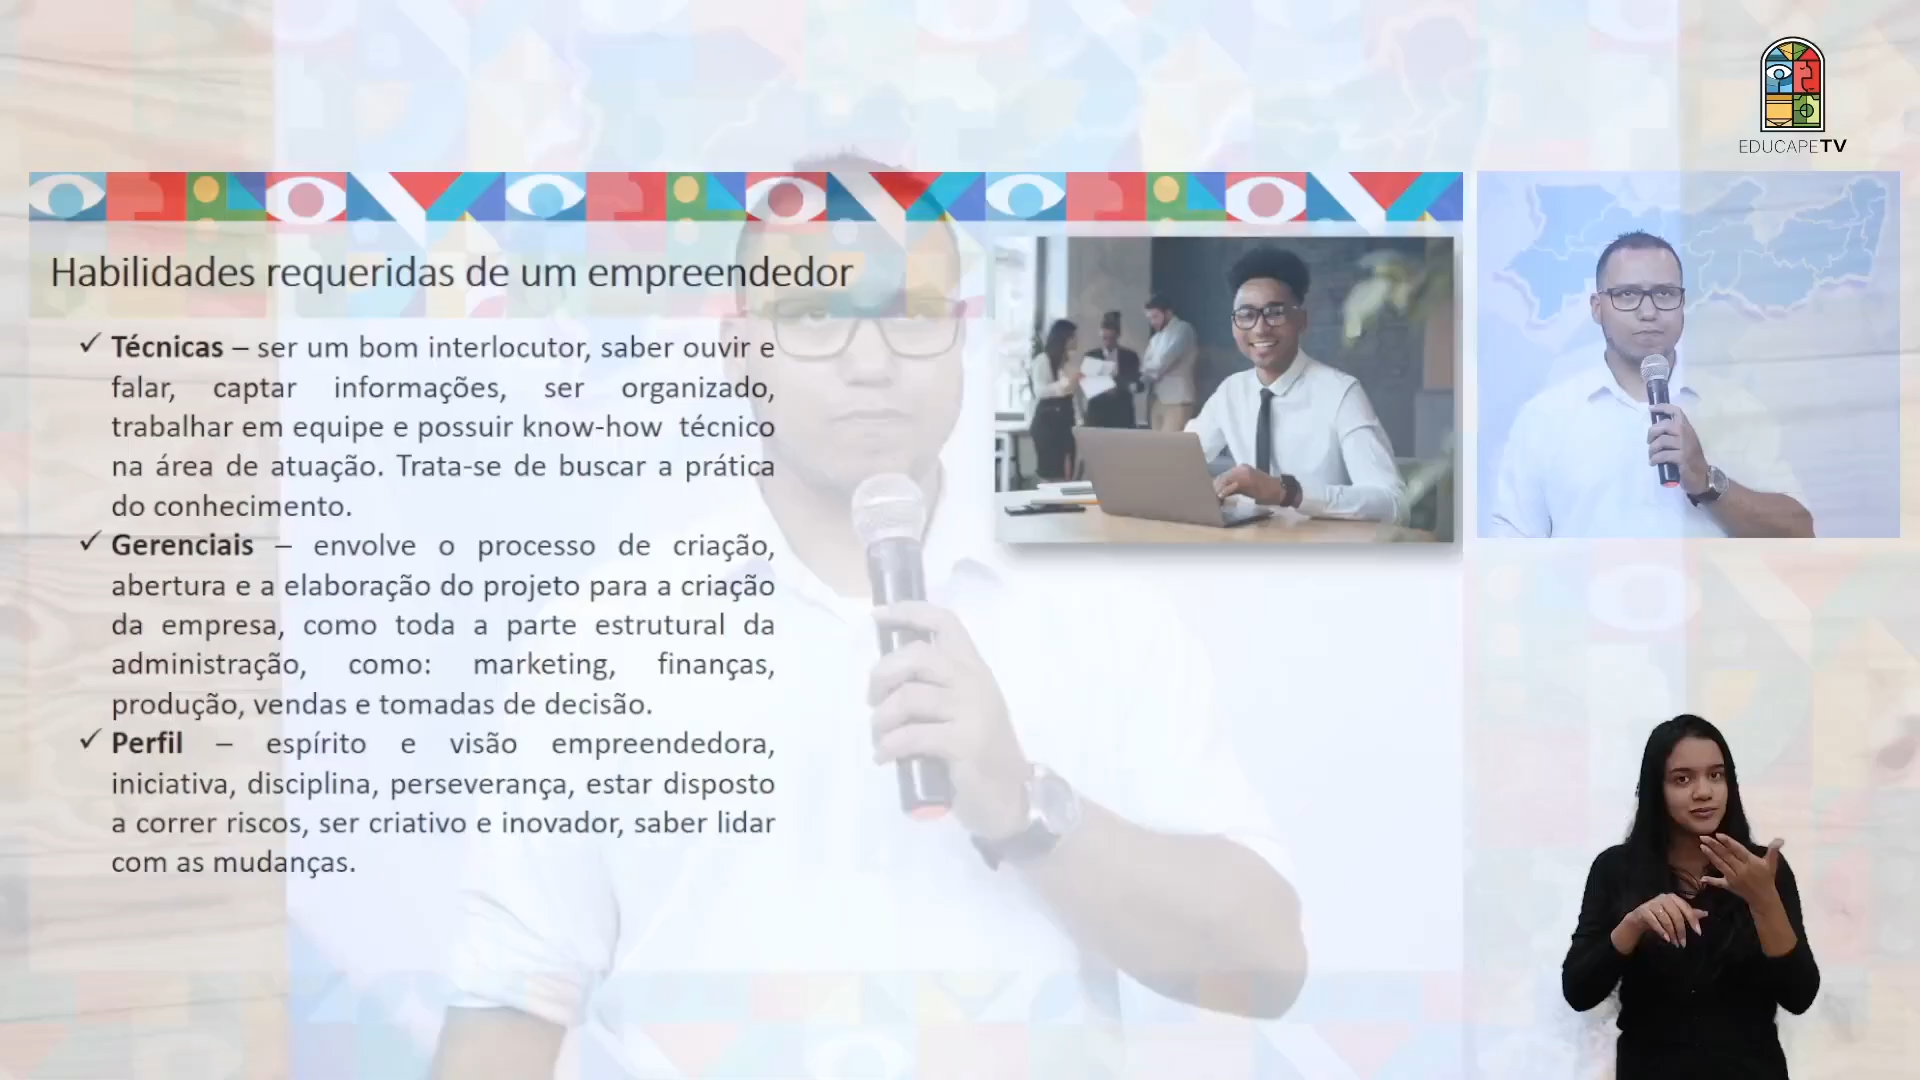 EDUCAPETV
Habilidades requeridas de um empreendedor
✓ Técnicas – ser um bom interlocutor, saber ouvir e
falar, captar informações, ser organizado,
trabalhar em equipe e possuir know-how técnico
na área de atuação. Trata-se de buscar a prática
do conhecimento.
✓ Gerenciais – envolve o processo de criação,
abertura e a elaboração do projeto para a criação
da empresa, como toda a parte estrutural da
administração, como: marketing, finanças,
produção, vendas e tomadas de decisão.
✓ Perfil – espírito e visão empreendedora,
iniciativa, disciplina, perseverança, estar disposto
a correr riscos, ser criativo e inovador, saber lidar
com as mudanças.